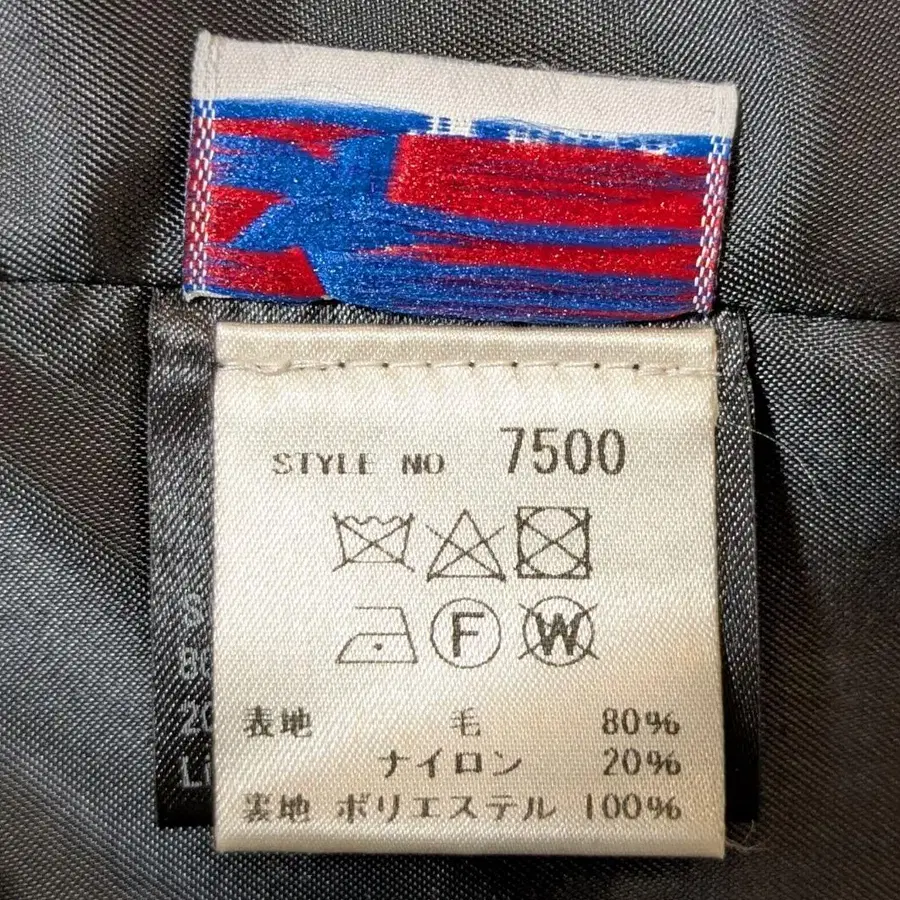 STYLE NO 7500
F W
表地 毛 80%
ナイロン 20%
裏地 ポリエステル 100%